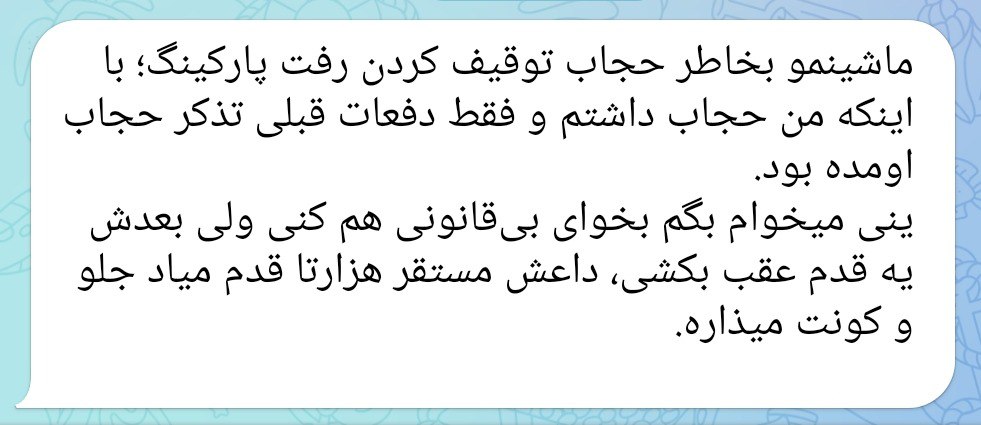 ماشینمو بخاطر حجاب توقیف کردن رفت پارکینگ؛ با
اینکه من حجاب داشتم و فقط دفعات قبلی تذکر حجاب
اومده بود.
ینی میخوام بگم بخوای بی‌قانونی هم کنی ولی بعدش
یه قدم عقب بکشی، داعش مستقر هزارتا قدم میاد جلو
و کونت میذاره.